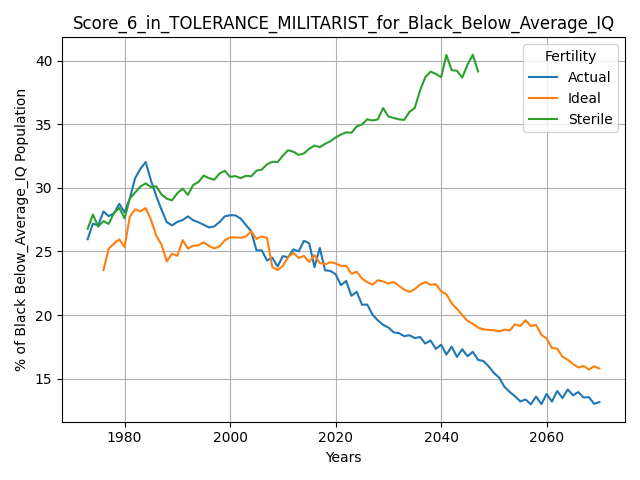 Score_6_in_TOLERANCE_MILITARIST_for_Black_Below_Average_IQ
% of Black Below_Average_IQ Population
40
35
30
25
20
15
Fertility
Actual
Ideal
Sterile
1980
2000
2020
2040
2060
Years